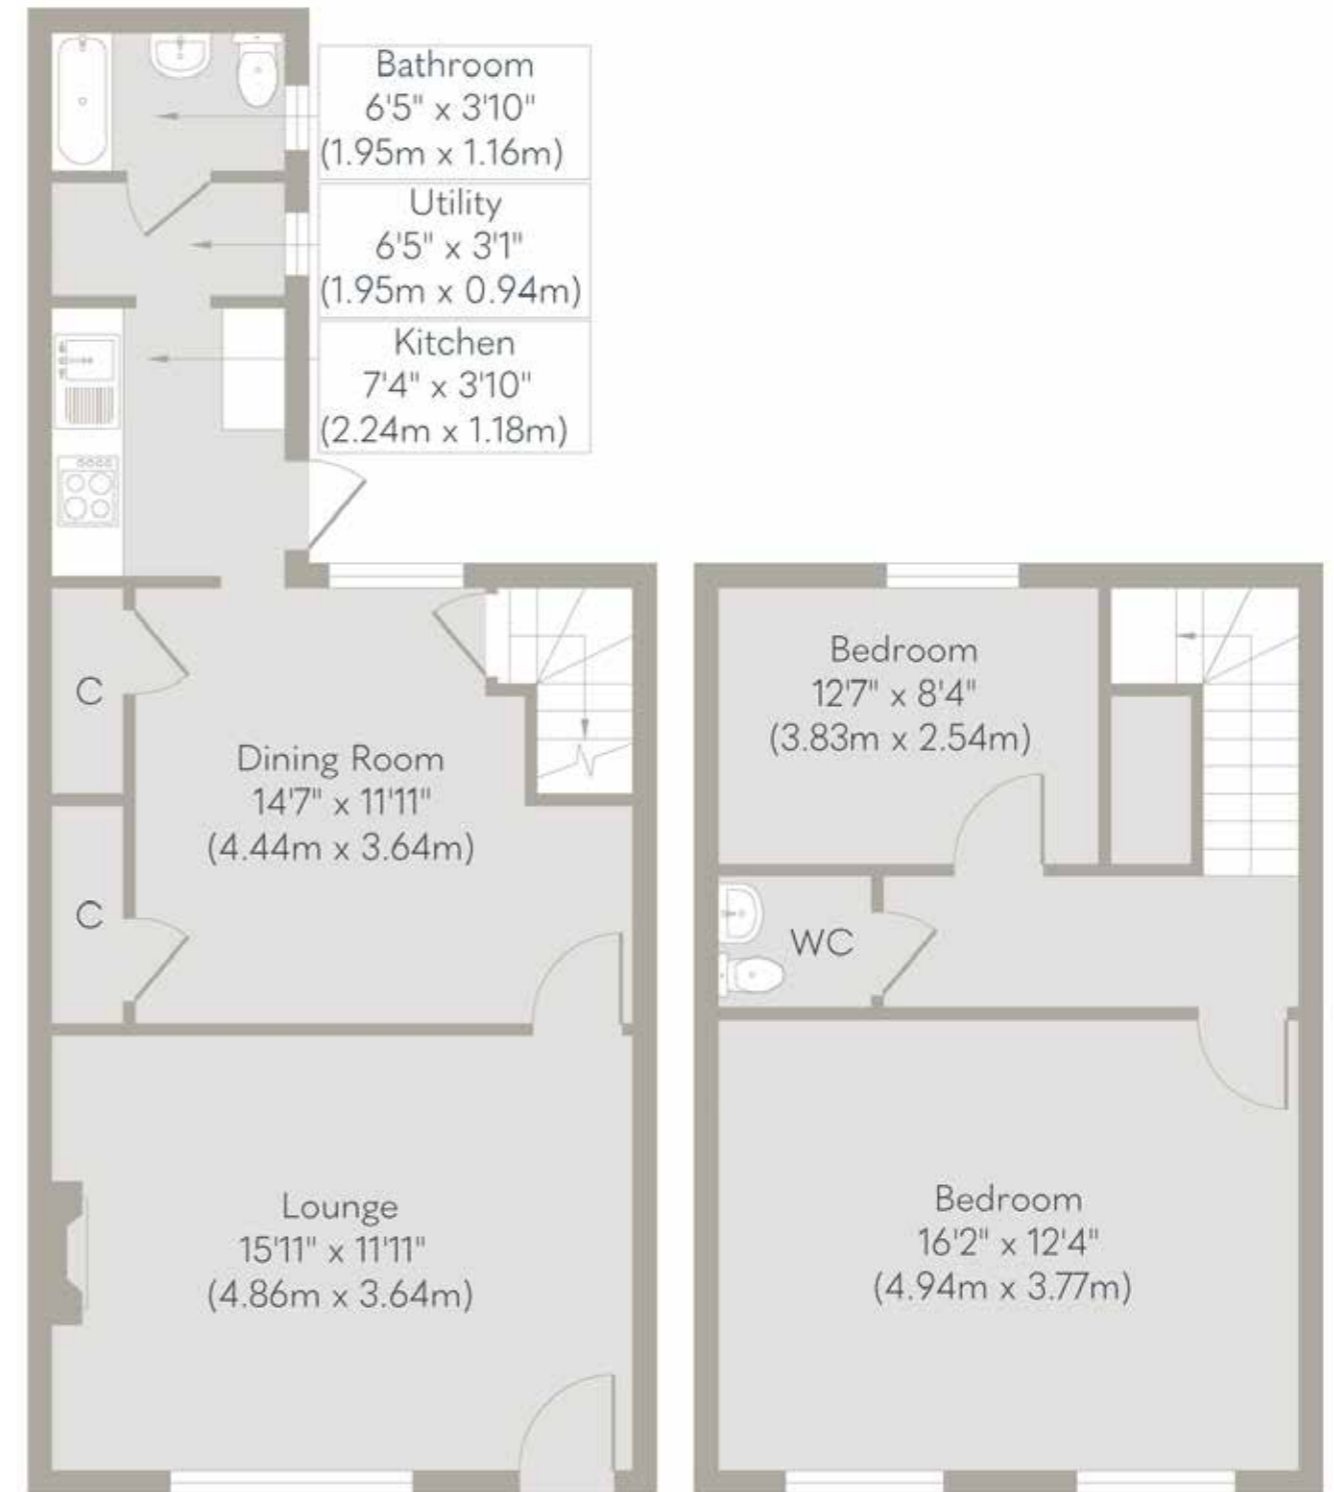 Bathroom
6'5" x 3'10"
(1.95m x 1.16m)
Utility
6'5" x 3'1"
(1.95m x 0.94m)
Kitchen
7'4" x 3'10"
(2.24m x 1.18m)
C
Dining Room
14'7" x 11'11"
(4.44m x 3.64m)
C
Lounge
15'11" x 11'11"
(4.86m x 3.64m)
Bedroom
12'7" x 8'4"
(3.83m x 2.54m)
WC
Bedroom
16'2" x 12'4"
(4.94m x 3.77m)